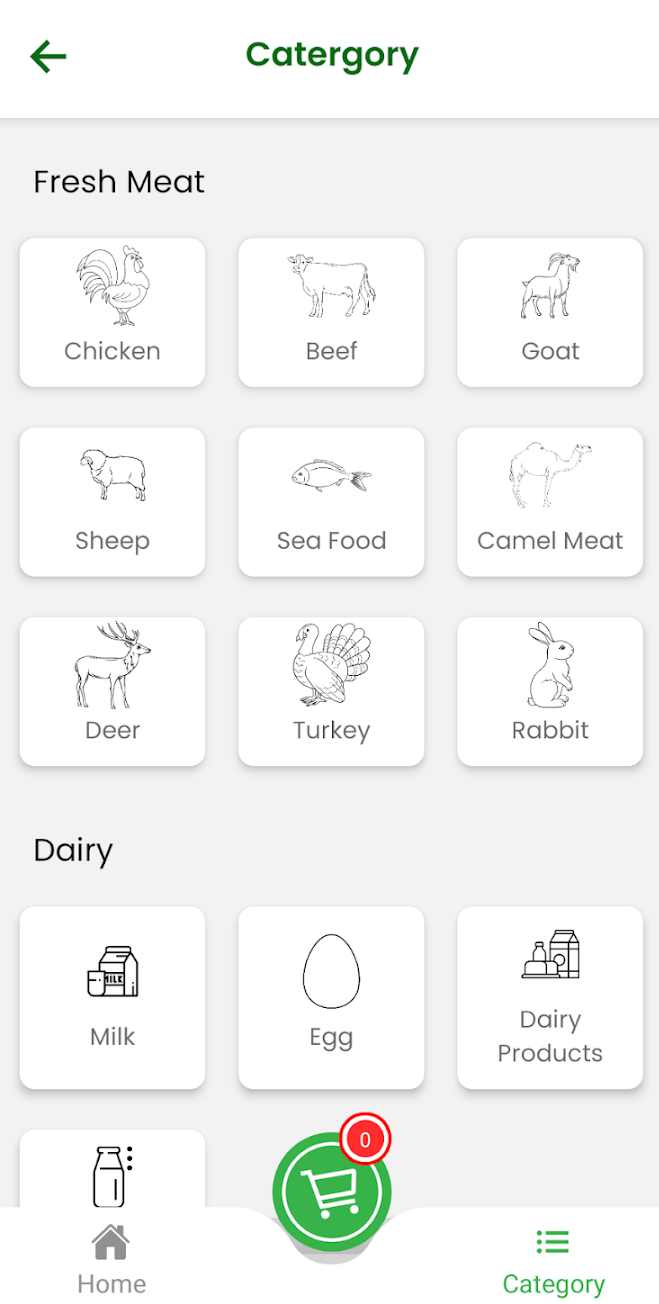 Catergory
Fresh Meat
Chicken
Beef
Goat
Sheep
Sea Food
Camel Meat
Deer
Turkey
Rabbit
Dairy
MILK
Milk
Egg
Dairy
Products
0
Home
Category